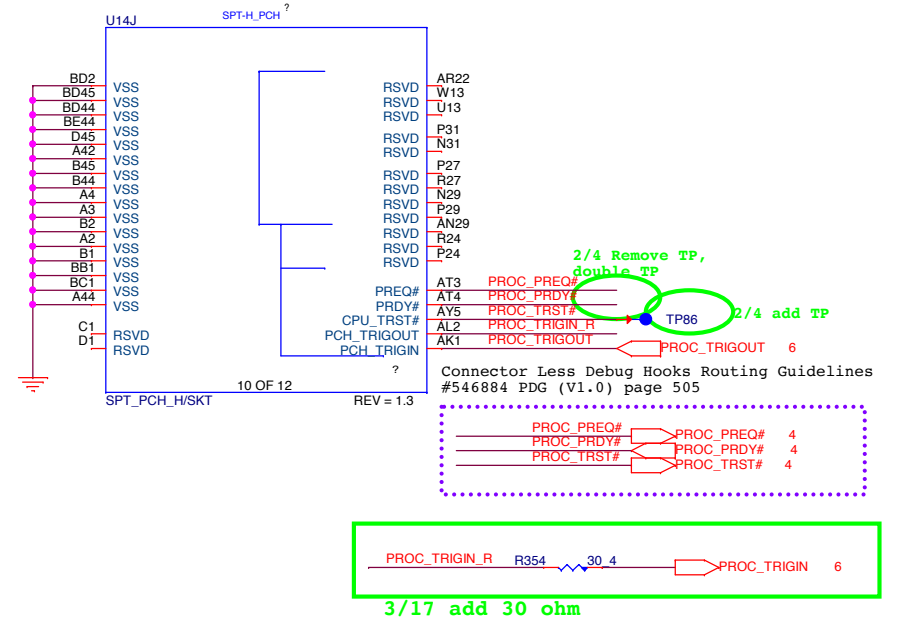 SPT-H_PCH ?
U14J
BD2 VSS RSVD AR22
BD45 VSS RSVD W13
BD44 VSS RSVD U13
BE44 VSS
D45 VSS RSVD P31
A42 VSS RSVD N31
B45 VSS RSVD P27
B44 VSS RSVD R27
A4 VSS RSVD N29
A3 VSS RSVD P29
B2 VSS RSVD AN29
A2 VSS RSVD R24
B1 VSS RSVD P24
BB1 VSS
BC1 VSS
A44 VSS
C1 RSVD
D1 RSVD
2/4 Remove TP,
double TP
PREQ# AT3 PROC_PREQ#
PRDY# AT4 PROC_PRDY#
CPU_TRST# AY5 PROC_TRST# TP86 2/4 add TP
PCH_TRIGOUT AL2 PROC_TRIGIN_R
PCH_TRIGIN AK1 PROC_TRIGOUT PROC_TRIGOUT 6
?
10 OF 12
SPT_PCH_H/SKT REV = 1.3
Connector Less Debug Hooks Routing Guidelines
#546884 PDG (V1.0) page 505
PROC_PREQ# PROC_PREQ# 4
PROC_PRDY# PROC_PRDY# 4
PROC_TRST# PROC_TRST# 4
PROC_TRIGIN_R R354 30_4 PROC_TRIGIN 6
3/17 add 30 ohm